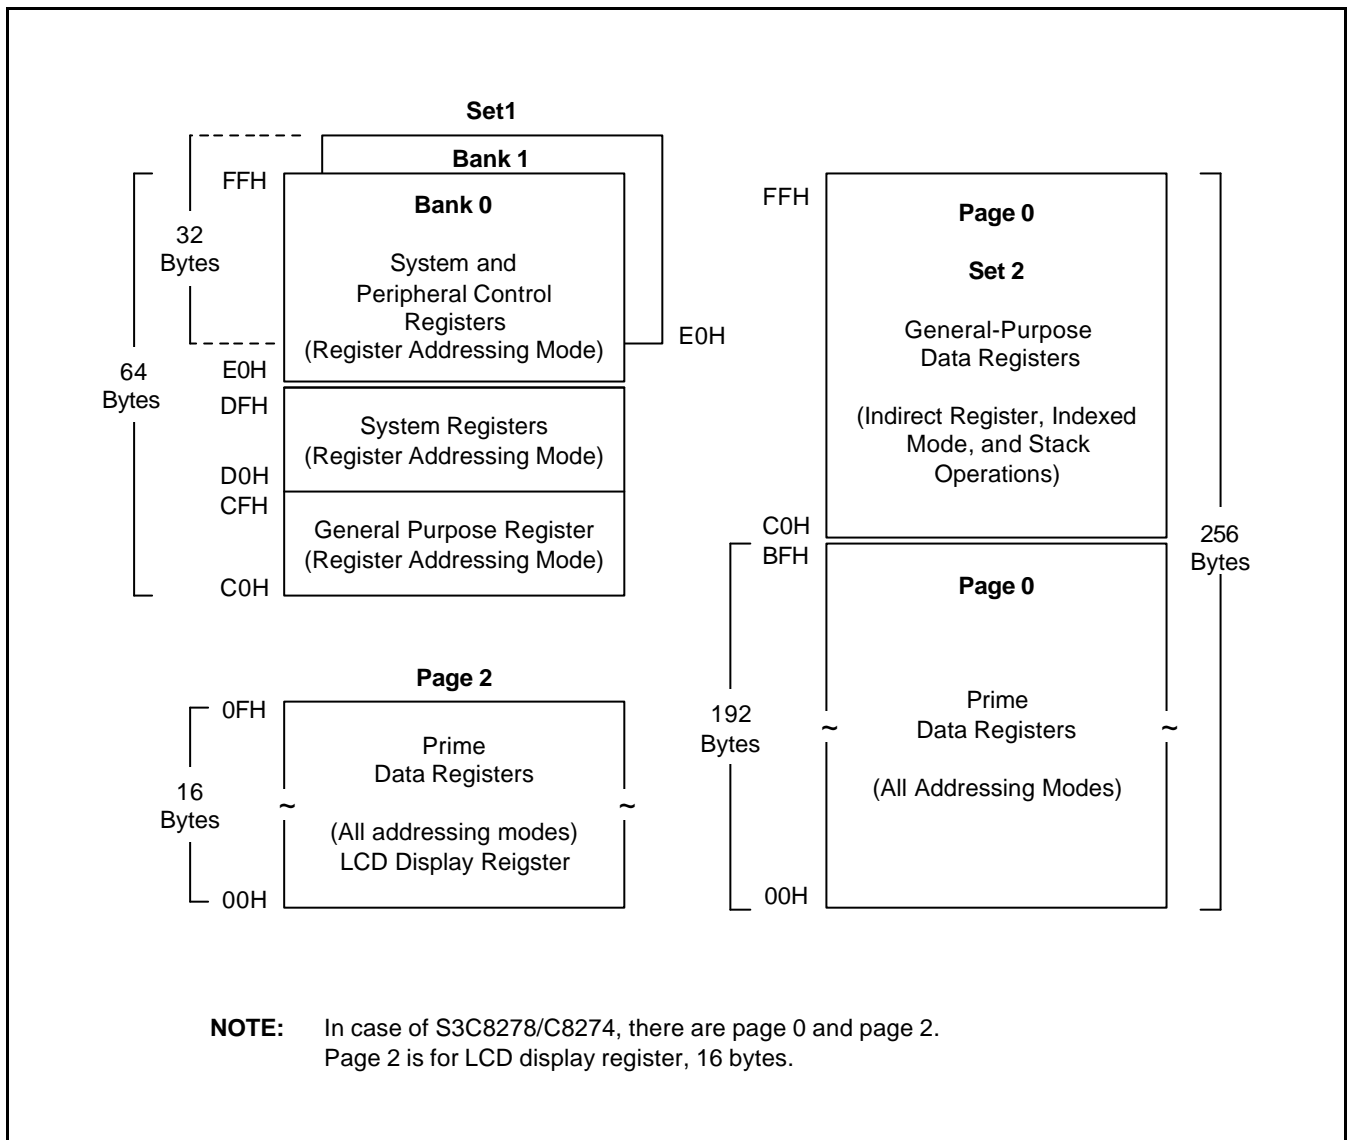 Set1
Bank 1
FFH
Bank 0
32
Bytes
System and
Peripheral Control
Registers
(Register Addressing Mode)
E0H
E0H
64
Bytes
DFH
System Registers
(Register Addressing Mode)
D0H
CFH
General Purpose Register
(Register Addressing Mode)
C0H
Page 2
0FH
Prime
Data Registers
16
Bytes
~
~
(All addressing modes)
LCD Display Reigster
00H
FFH
Page 0
Set 2
General-Purpose
Data Registers
(Indirect Register, Indexed
Mode, and Stack
Operations)
C0H
BFH
256
Bytes
Page 0
192
Bytes
Prime
Data Registers
~
~
(All Addressing Modes)
00H
NOTE: In case of S3C8278/C8274, there are page 0 and page 2.
Page 2 is for LCD display register, 16 bytes.